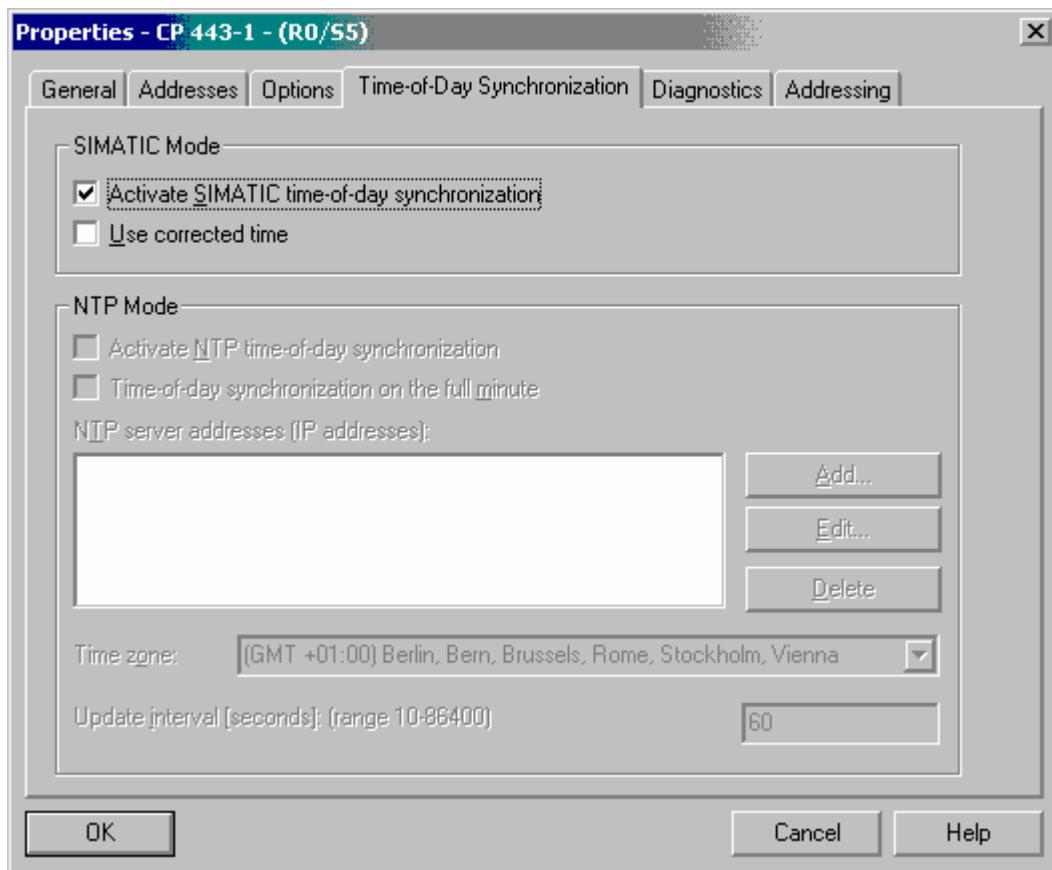 Properties - CP 443-1 - (R0/S5)
General Addresses Options Time-of-Day Synchronization Diagnostics Addressing
SIMATIC Mode
Activate SIMATIC time-of-day synchronization
Use corrected time
NTP Mode
Activate NTP time-of-day synchronization
Time-of-day synchronization on the full minute
NTP server addresses (IP addresses):
Add...
Edit...
Delete
Time zone: (GMT +01:00) Berlin, Bern, Brussels, Rome, Stockholm, Vienna
Update interval [seconds]: (range 10-86400) 60
OK Cancel Help